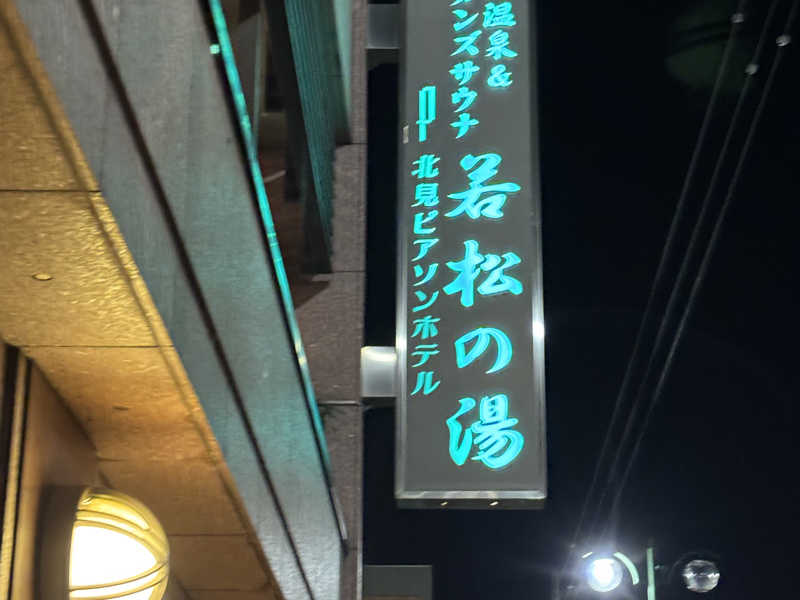 温泉&
ンズサウナ
若松の湯
北見ピアソンホテル